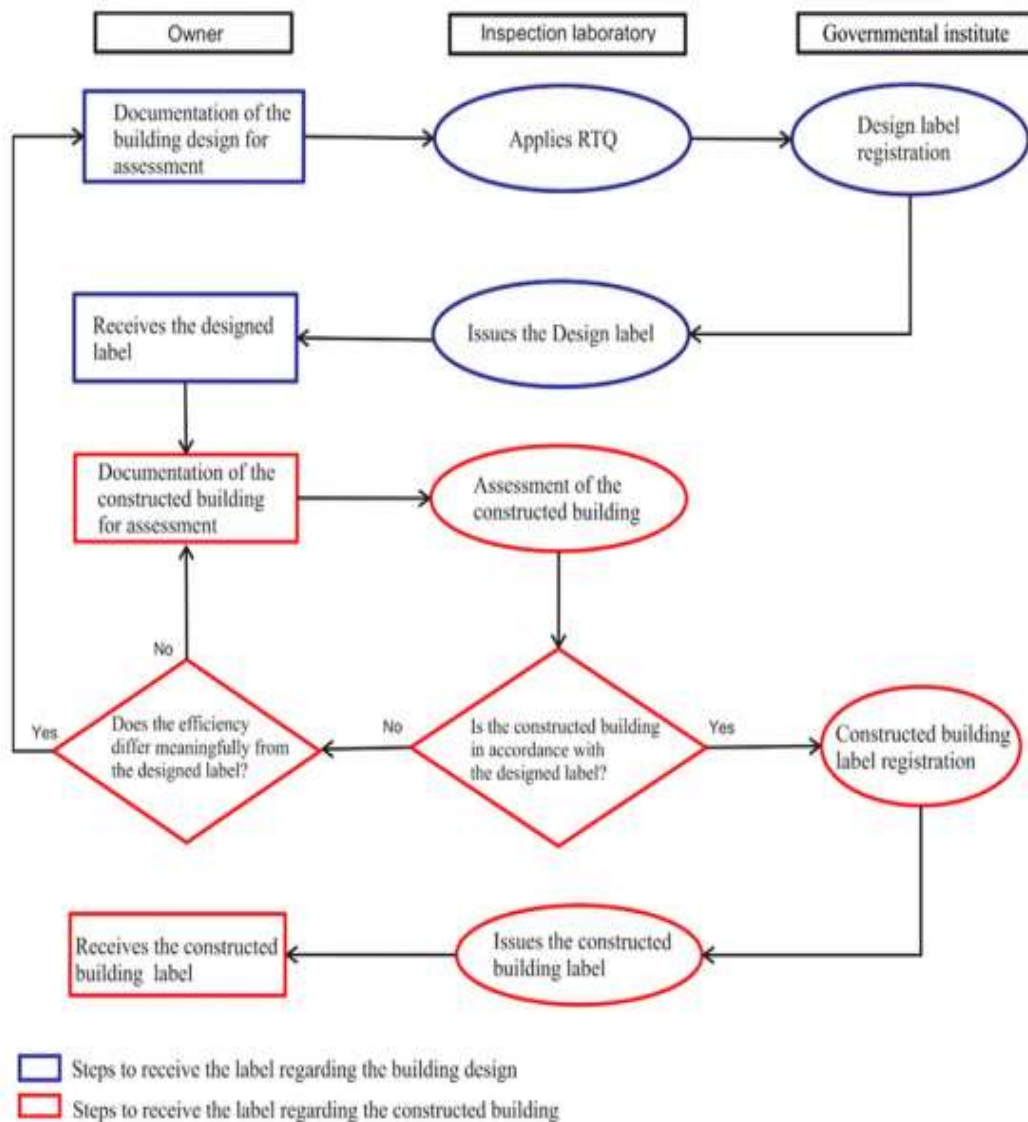 Owner
Inspection laboratory
Governmental institute
Documentation of the
building design for
assessment
Applies RTQ
Design label
registration
Receives the designed
label
Issues the Design label
Documentation of the
constructed building
for assessment
Assessment of the
constructed building
No
Yes
Does the efficiency
differ meaningfully from
the designed label?
No
Is the constructed building
in accordance with
the designed label?
Yes
Constructed building
label registration
Receives the constructed
building label
Issues the constructed
building label
Steps to receive the label regarding the building design
Steps to receive the label regarding the constructed building